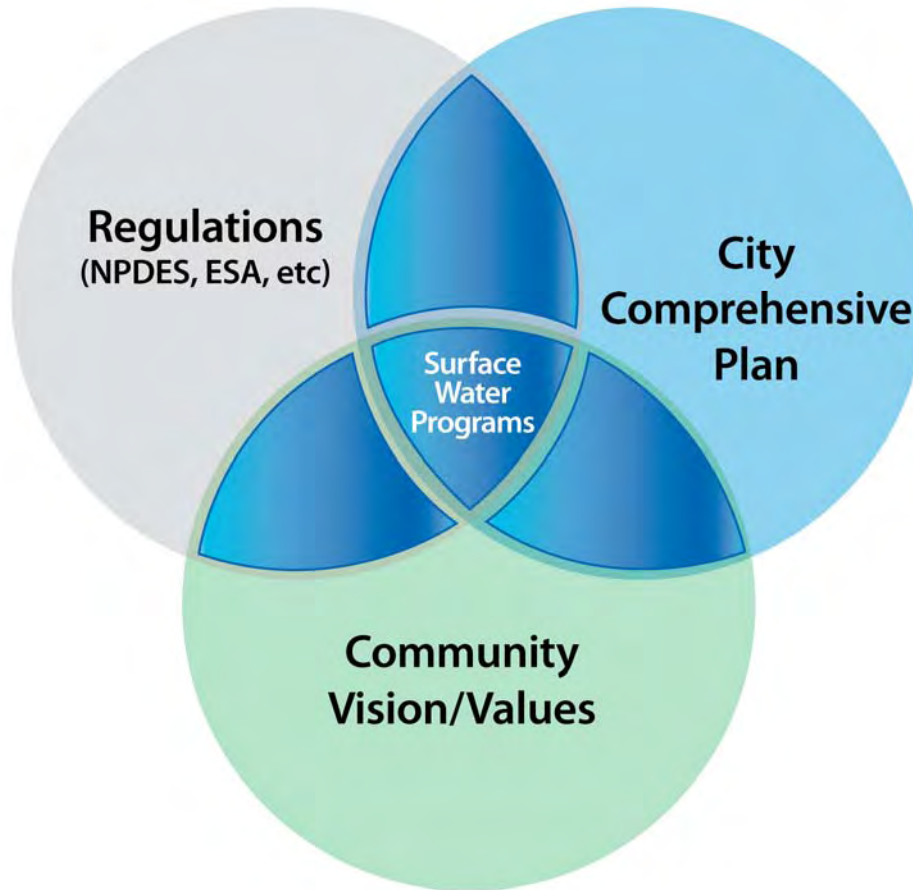 Regulations
(NPDES, ESA, etc)
City
Comprehensive
Plan
Surface
Water
Programs
Community
Vision/Values